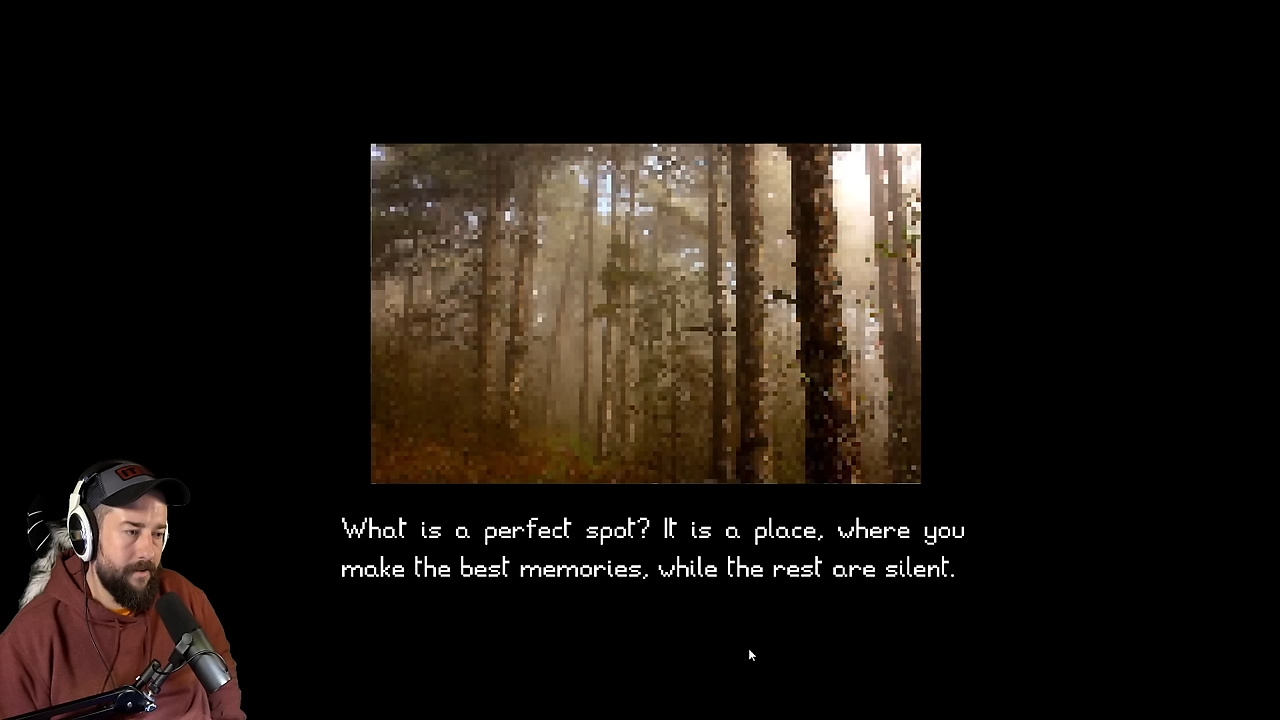 What is a perfect spot? It is a place, where you
make the best memories, while the rest are silent.